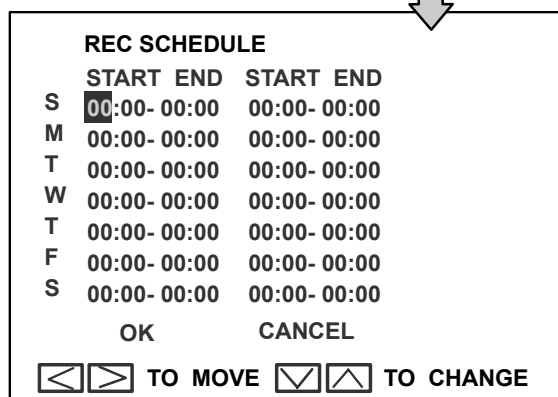 REC SCHEDULE
START END START END
S 00:00- 00:00 00:00- 00:00
M 00:00- 00:00 00:00- 00:00
T 00:00- 00:00 00:00- 00:00
W 00:00- 00:00 00:00- 00:00
T 00:00- 00:00 00:00- 00:00
F 00:00- 00:00 00:00- 00:00
S 00:00- 00:00 00:00- 00:00
OK CANCEL
TO MOVE TO CHANGE